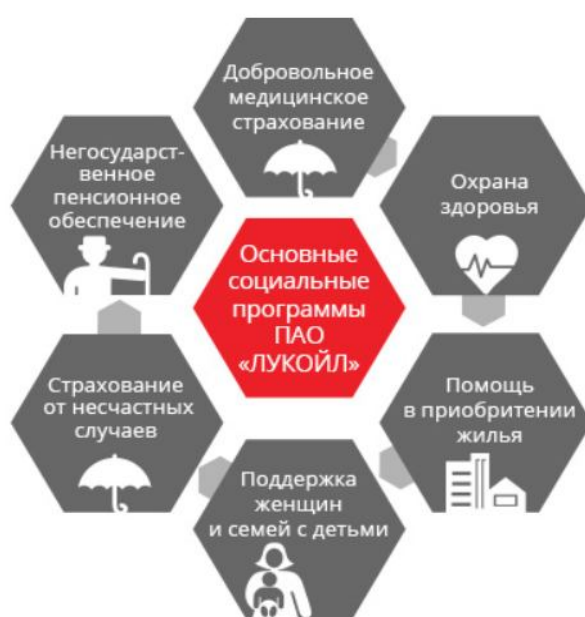 Добровольное
медицинское
страхование
Негосударст-
венное
пенсионное
обеспечение
Охрана
здоровья
Основные
социальные
программы
ПАО
«ЛУКОЙЛ»
Страхование
от несчастных
случаев
Помощь
в приобритении
жилья
Поддержка
женщин
и семей с детьми